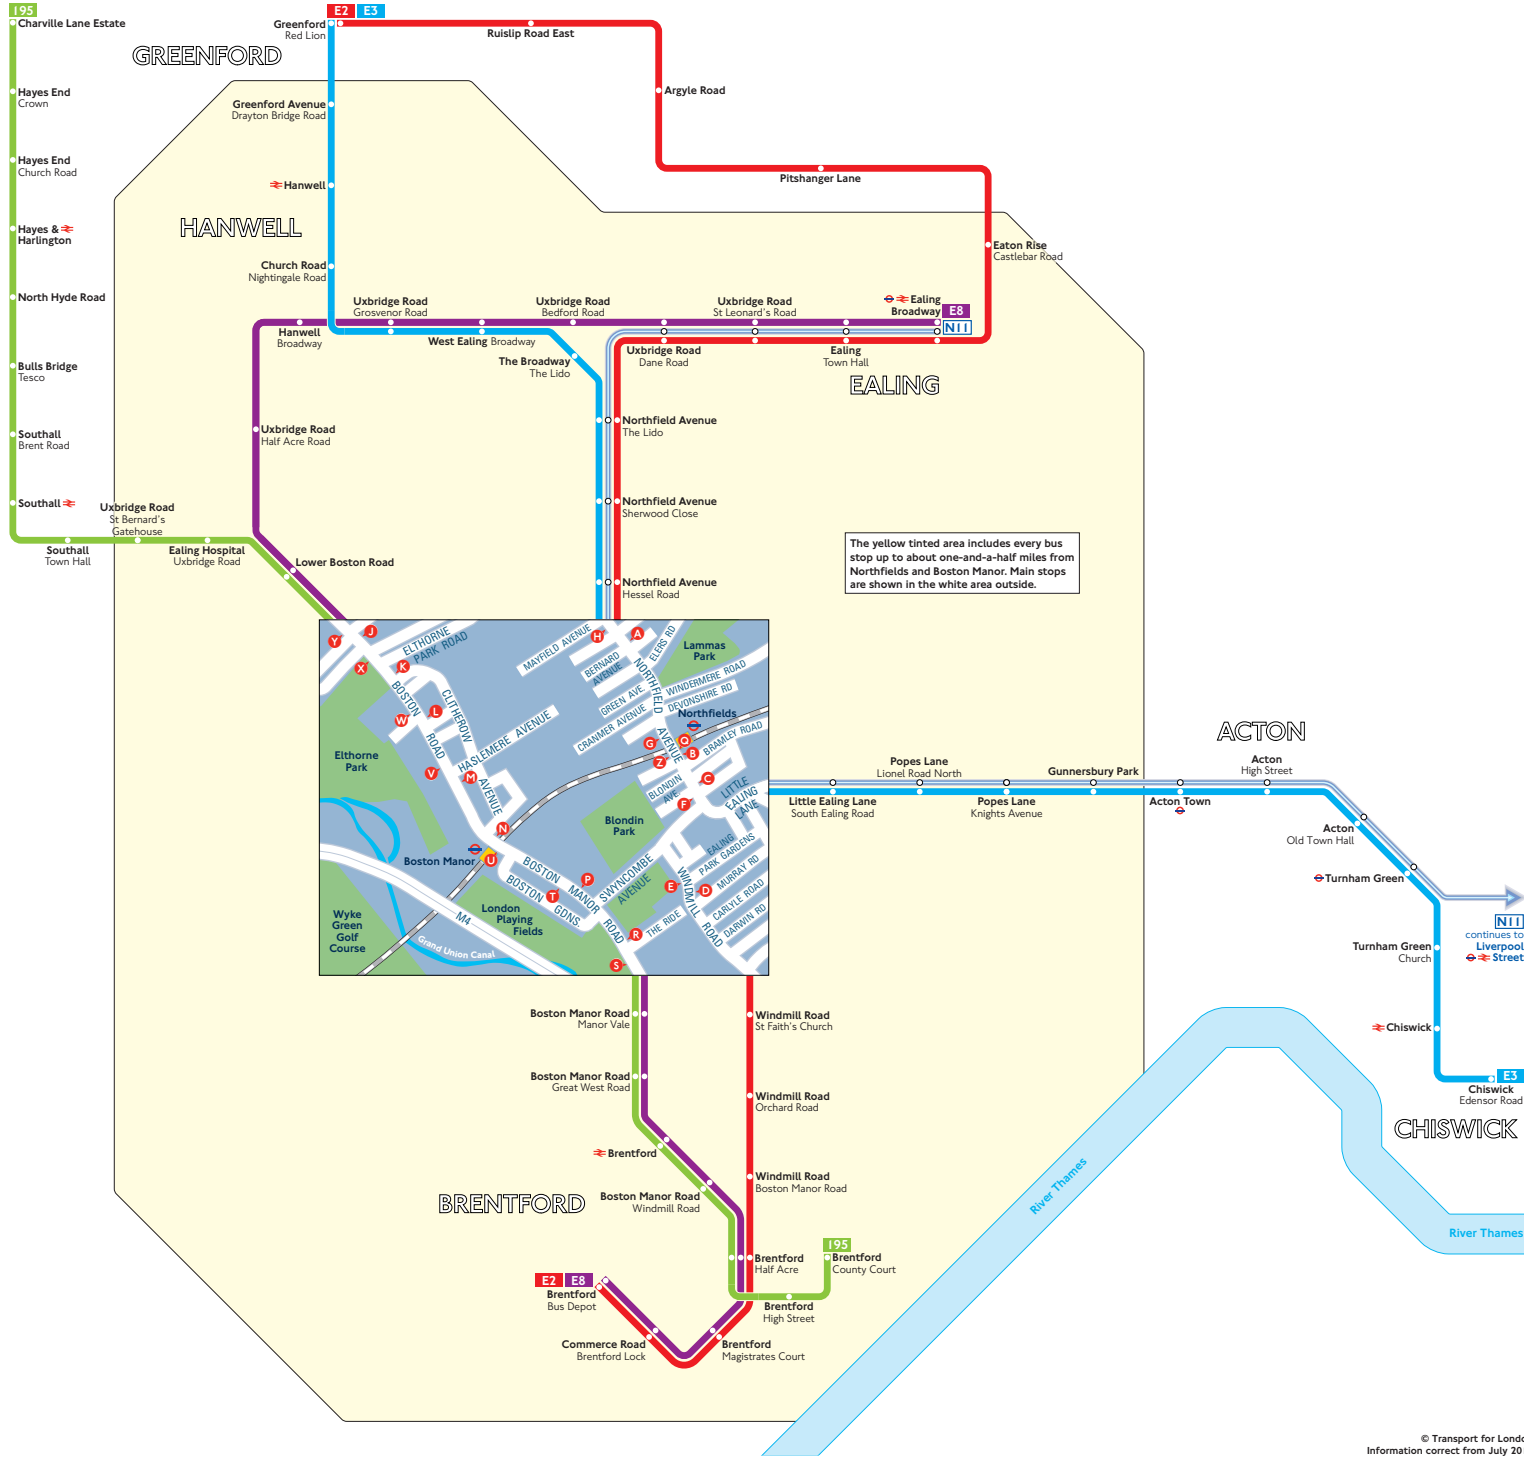 195
Charville Lane Estate
Hayes End
Crown
Hayes End
Church Road
Hayes &
Harlington
North Hyde Road
Bulls Bridge
Tesco
Southall
Brent Road
Southall
Southall
Town Hall
Uxbridge Road
St Bernard's
Gatehouse
Ealing Hospital
Uxbridge Road
Lower Boston Road
GREENFORD
E2 E3
Greenford
Red Lion
Ruislip Road East
Argyle Road
Pitshanger Lane
Eaton Rise
Castlebar Road
Greenford Avenue
Drayton Bridge Road
Hanwell
HANWELL
Church Road
Nightingale Road
Hanwell
Broadway
Uxbridge Road
Grosvenor Road
West Ealing Broadway
Uxbridge Road
Bedford Road
The Broadway
The Lido
Uxbridge Road
St Leonard's Road
Ealing
Broadway
E8
N11
Uxbridge Road
Dane Road
Ealing
Town Hall
EALING
Uxbridge Road
Half Acre Road
Northfield Avenue
The Lido
Northfield Avenue
Sherwood Close
Northfield Avenue
Hessel Road
The yellow tinted area includes every bus
stop up to about one-and-a-half miles from
Northfields and Boston Manor. Main stops
are shown in the white area outside.
Y
J
X
K
W
L
V
M
N
U
T
P
R
S
H
A
G
Q
Z
B
C
F
E
D
ELTHORNE
PARK ROAD
BOSTON
ROAD
CLITHEROW
AVENUE
HASLEMERE AVENUE
MAYFIELD AVENUE
BERNARD
AVENUE
ELERS RD
NORTHFIELD
AVENUE
GREEN AVE
CRANMER AVENUE
WINDERMERE ROAD
DEVONSHIRE RD
Lammas
Park
Northfields
BRAMLEY ROAD
BLONDIN
AVE
LITTLE
EALING
LANE
Elthorne
Park
Blondin
Park
Boston Manor
BOSTON
MANOR
ROAD
BOSTON
GDNS.
SWYNCOMBE
AVENUE
WINDMILL
ROAD
EALING
PARK GARDENS
MURRAY RD
CARLYLE ROAD
DARWIN RD
THE RIDE
M4
London
Playing
Fields
Wyke
Green
Golf
Course
Grand Union Canal
Little Ealing Lane
South Ealing Road
Popes Lane
Lionel Road North
Popes Lane
Knights Avenue
Gunnersbury Park
Acton Town
ACTON
Acton
High Street
Acton
Old Town Hall
Turnham Green
N11
continues to
Liverpool
Street
Turnham Green
Church
Chiswick
E3
Chiswick
Edensor Road
CHISWICK
Boston Manor Road
Manor Vale
Boston Manor Road
Great West Road
Brentford
Boston Manor Road
Windmill Road
Windmill Road
St Faith's Church
Windmill Road
Orchard Road
Windmill Road
Boston Manor Road
BRENTFORD
Brentford
Half Acre
195
Brentford
County Court
Brentford
High Street
E2 E8
Brentford
Bus Depot
Commerce Road
Brentford Lock
Brentford
Magistrates Court
River Thames
River Thames
© Transport for Londo
Information correct from July 20